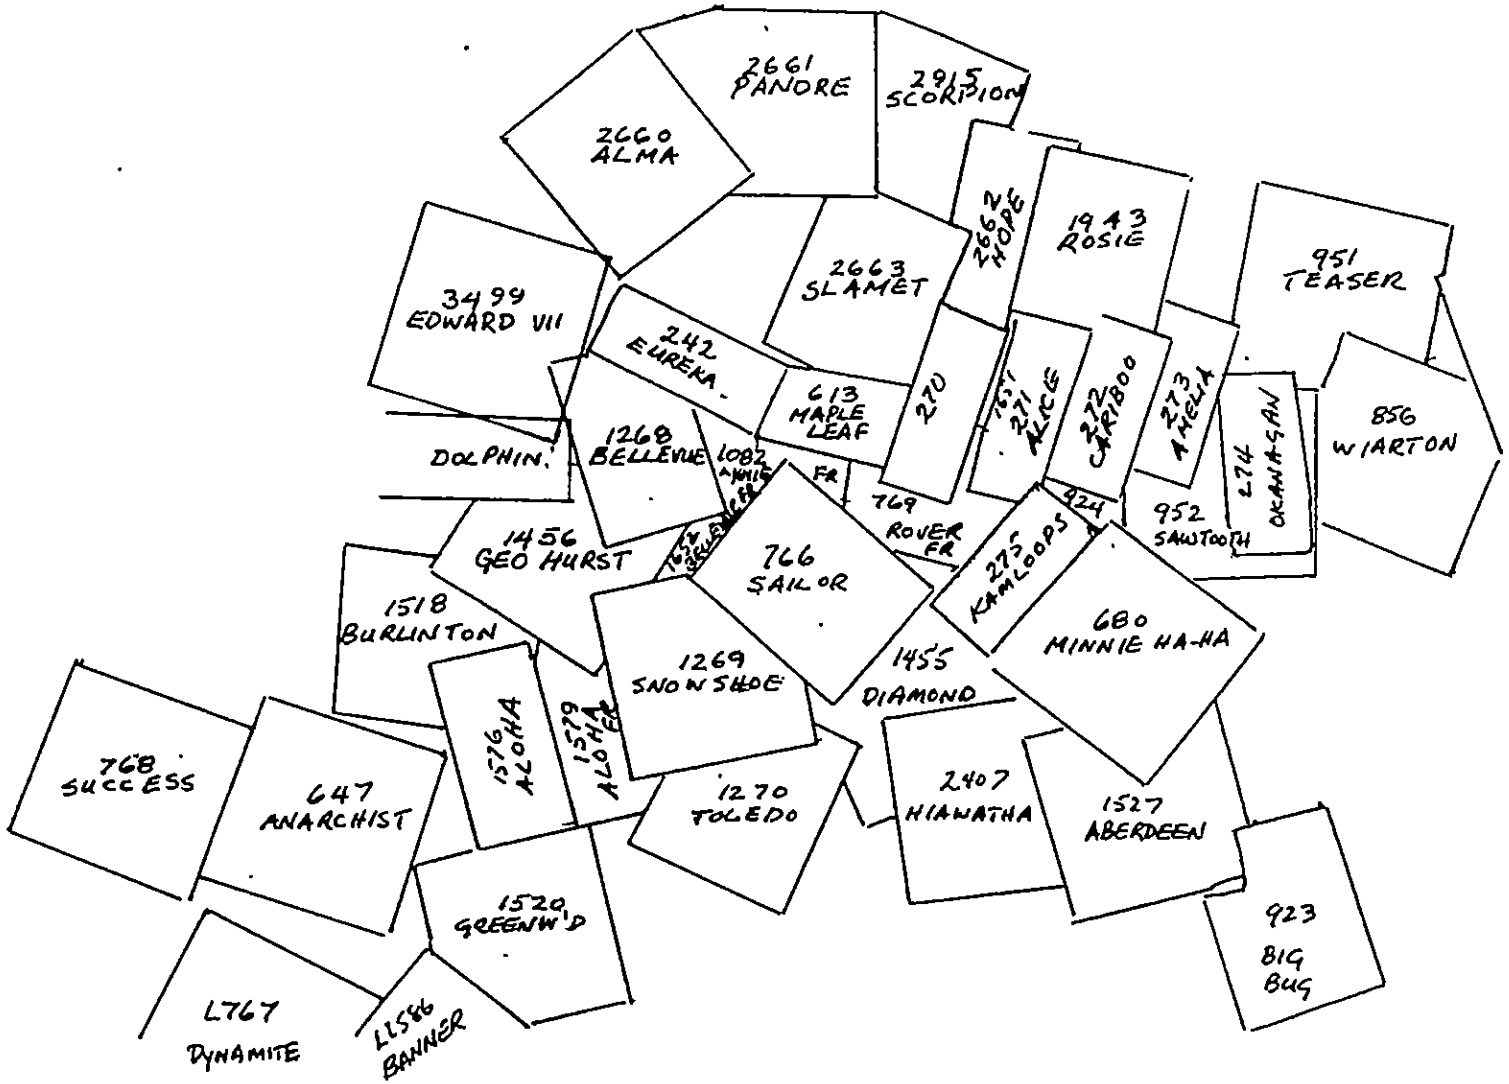 2661
PANDRE
2915
SCORPION
2660
ALMA
2662
HOPE
1943
ROSIE
951
TEASER
2663
SLAMET
3499
EDWARD VII
242
EUREKA
613
MAPLE
LEAF
270
1651
271
ALICE
272
CARIBOO
273
AMELIA
274
OKANAGAN
856
WIARTON
DOLPHIN.
1268
BELLEVUE
1082
FR
FR
769
ROVER
FR
924
952
SAWTOOTH
1456
GEO HURST
FR
766
SAILOR
275
KAMLOOPS
1518
BURLINTON
680
MINNIE HA-HA
1269
SNOWSHOE
1455
DIAMOND
1576
ALOHA
1579
ALOHA
FR
768
SUCCESS
647
ANARCHIST
1270
TOLEDO
2407
HIAWATHA
1527
ABERDEEN
1520
GREENW'D
923
BIG
BUG
L767
DYNAMITE
L1586
BANNER